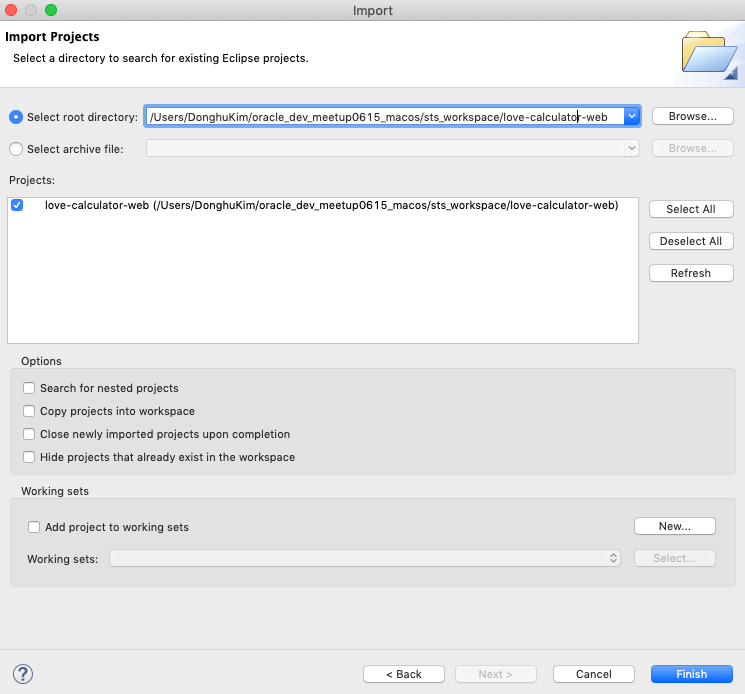 Import
Import Projects
Select a directory to search for existing Eclipse projects.
Select root directory: /Users/DonghuKim/oracle_dev_meetup0615_macos/sts_workspace/love-calculator-web Browse...
Select archive file: Browse...
Projects:
love-calculator-web (/Users/DonghuKim/oracle_dev_meetup0615_macos/sts_workspace/love-calculator-web)
Select All
Deselect All
Refresh
Options
Search for nested projects
Copy projects into workspace
Close newly imported projects upon completion
Hide projects that already exist in the workspace
Working sets
Add project to working sets New...
Working sets: Select...
? < Back Next > Cancel Finish